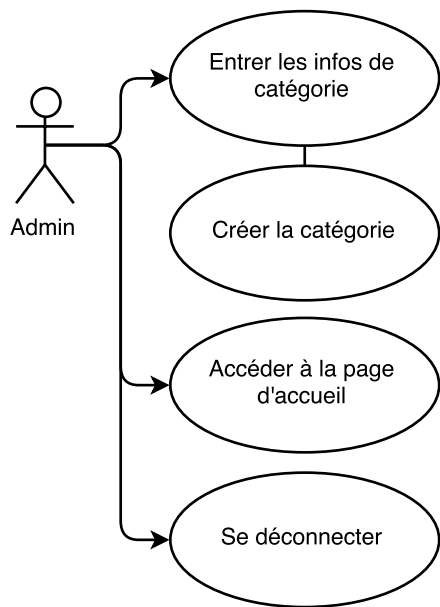 Entrer les infos de
catégorie
Admin
Créer la catégorie
Accéder à la page
d'accueil
Se déconnecter